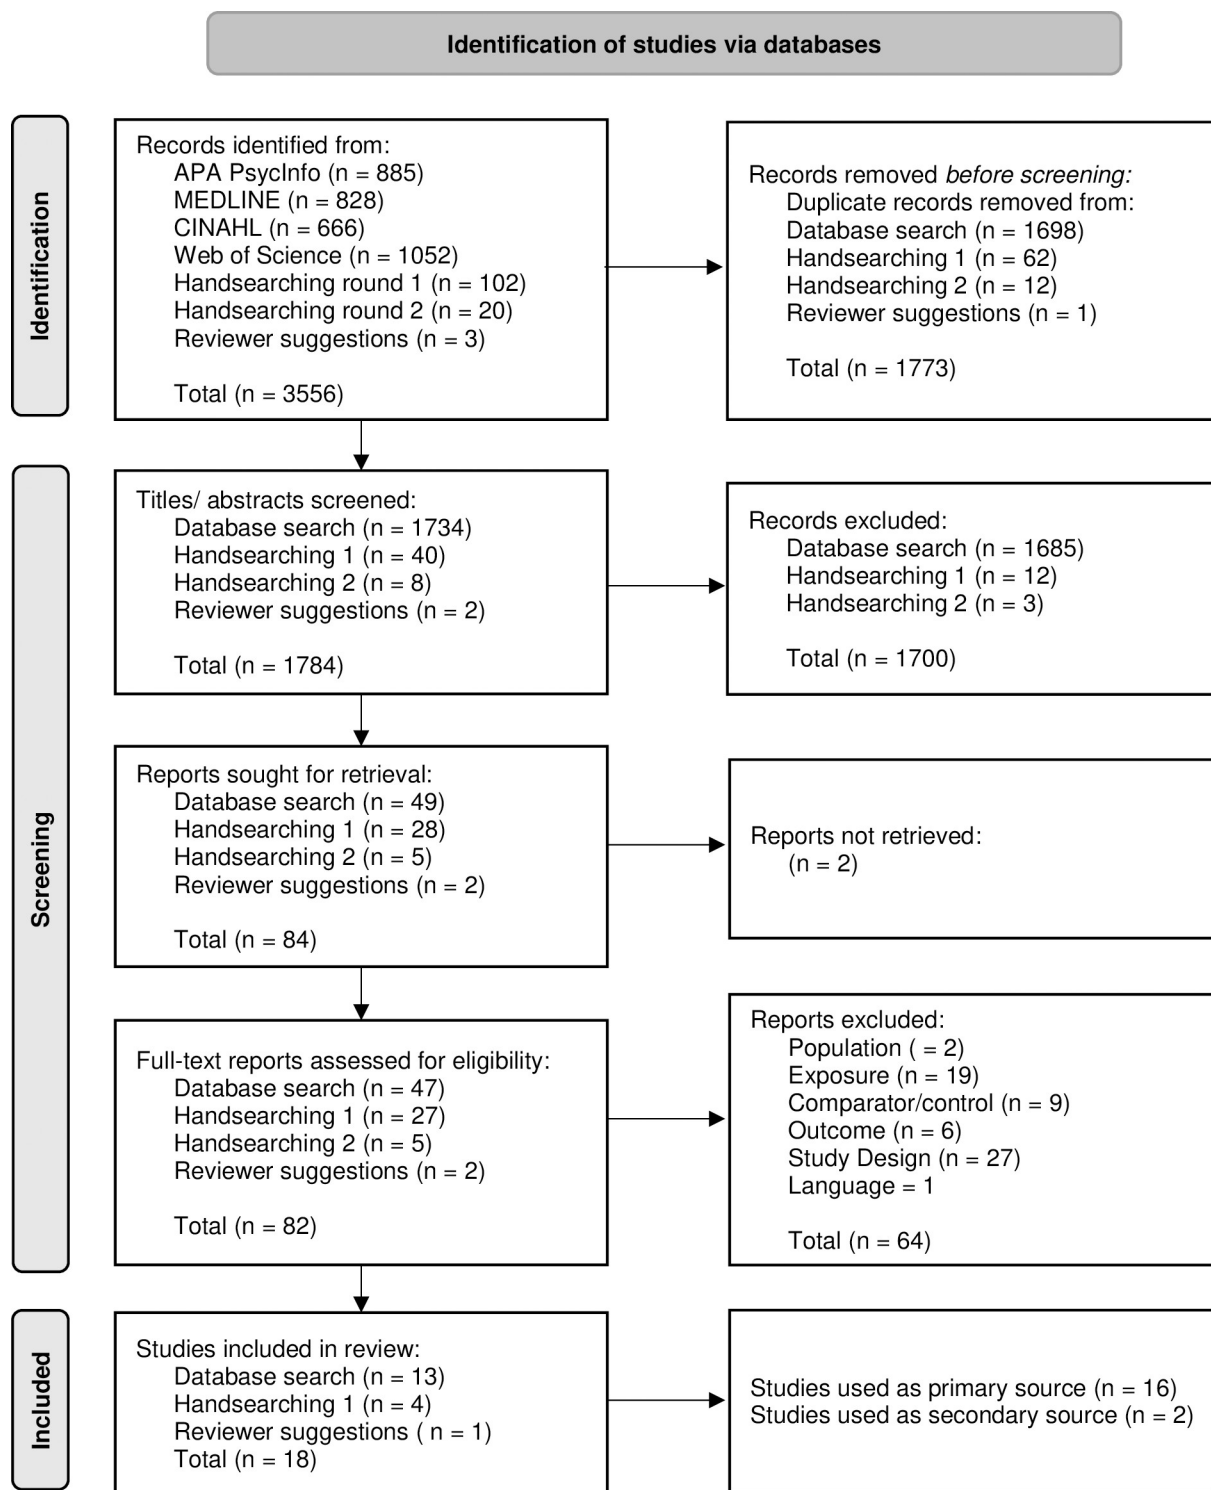 Identification of studies via databases
Identification
Records identified from:
APA PsycInfo (n = 885)
MEDLINE (n = 828)
CINAHL (n = 666)
Web of Science (n = 1052)
Handsearching round 1 (n = 102)
Handsearching round 2 (n = 20)
Reviewer suggestions (n = 3)
Total (n = 3556)
Records removed before screening:
Duplicate records removed from:
Database search (n = 1698)
Handsearching 1 (n = 62)
Handsearching 2 (n = 12)
Reviewer suggestions (n = 1)
Total (n = 1773)
Screening
Titles/ abstracts screened:
Database search (n = 1734)
Handsearching 1 (n = 40)
Handsearching 2 (n = 8)
Reviewer suggestions (n = 2)
Total (n = 1784)
Records excluded:
Database search (n = 1685)
Handsearching 1 (n = 12)
Handsearching 2 (n = 3)
Total (n = 1700)
Reports sought for retrieval:
Database search (n = 49)
Handsearching 1 (n = 28)
Handsearching 2 (n = 5)
Reviewer suggestions (n = 2)
Total (n = 84)
Reports not retrieved:
(n = 2)
Full-text reports assessed for eligibility:
Database search (n = 47)
Handsearching 1 (n = 27)
Handsearching 2 (n = 5)
Reviewer suggestions (n = 2)
Total (n = 82)
Reports excluded:
Population ( = 2)
Exposure (n = 19)
Comparator/control (n = 9)
Outcome (n = 6)
Study Design (n = 27)
Language = 1
Total (n = 64)
Included
Studies included in review:
Database search (n = 13)
Handsearching 1 (n = 4)
Reviewer suggestions ( n = 1)
Total (n = 18)
Studies used as primary source (n = 16)
Studies used as secondary source (n = 2)